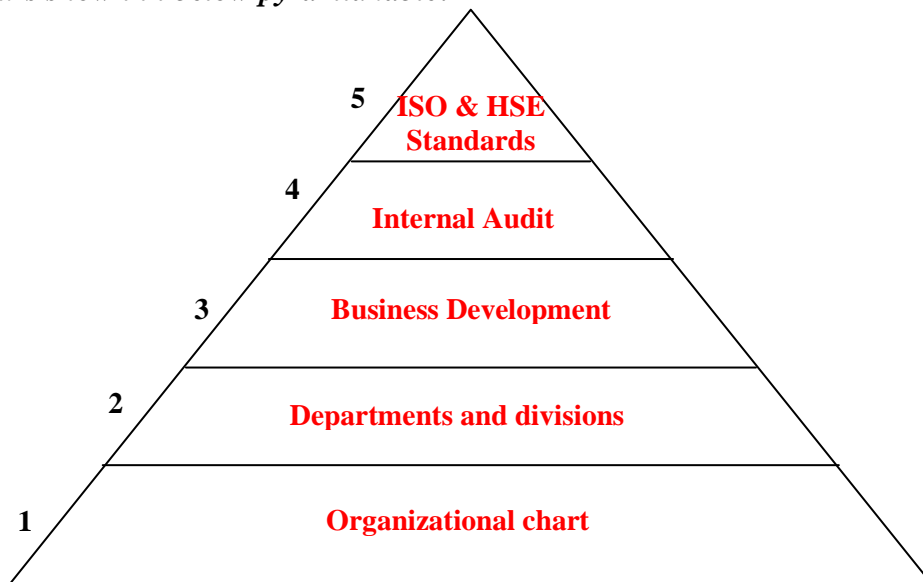 5
ISO & HSE
Standards
4
Internal Audit
3
Business Development
2
Departments and divisions
1
Organizational chart